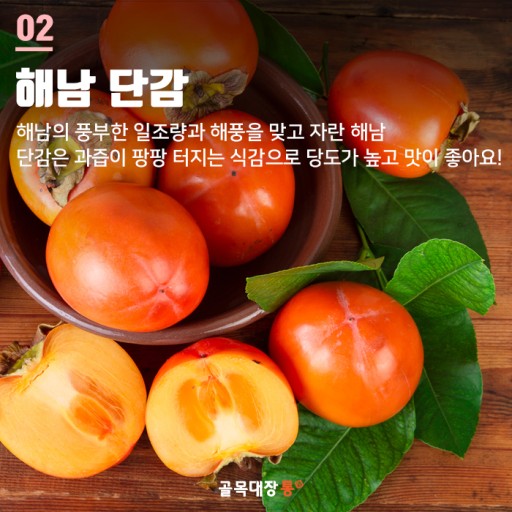 02
해남 단감
해남의 풍부한 일조량과 해풍을 맞고 자란 해남
단감은 과즙이 팡팡 터지는 식감으로 당도가 높고 맛이 좋아요!
골목대장 통